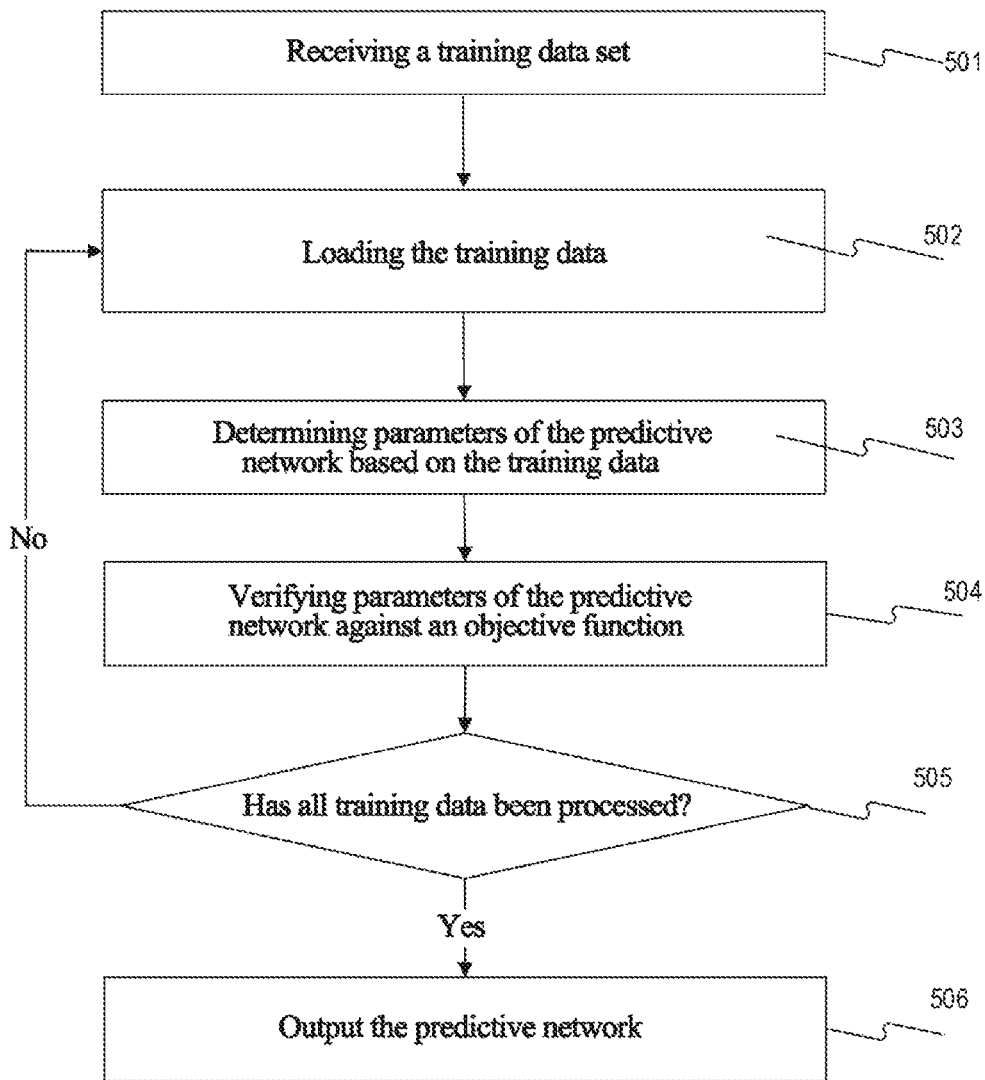 Receiving a training data set
501
Loading the training data
502
Determining parameters of the predictive
network based on the training data
503
No
Verifying parameters of the predictive
network against an objective function
504
Has all training data been processed?
505
Yes
Output the predictive network
506